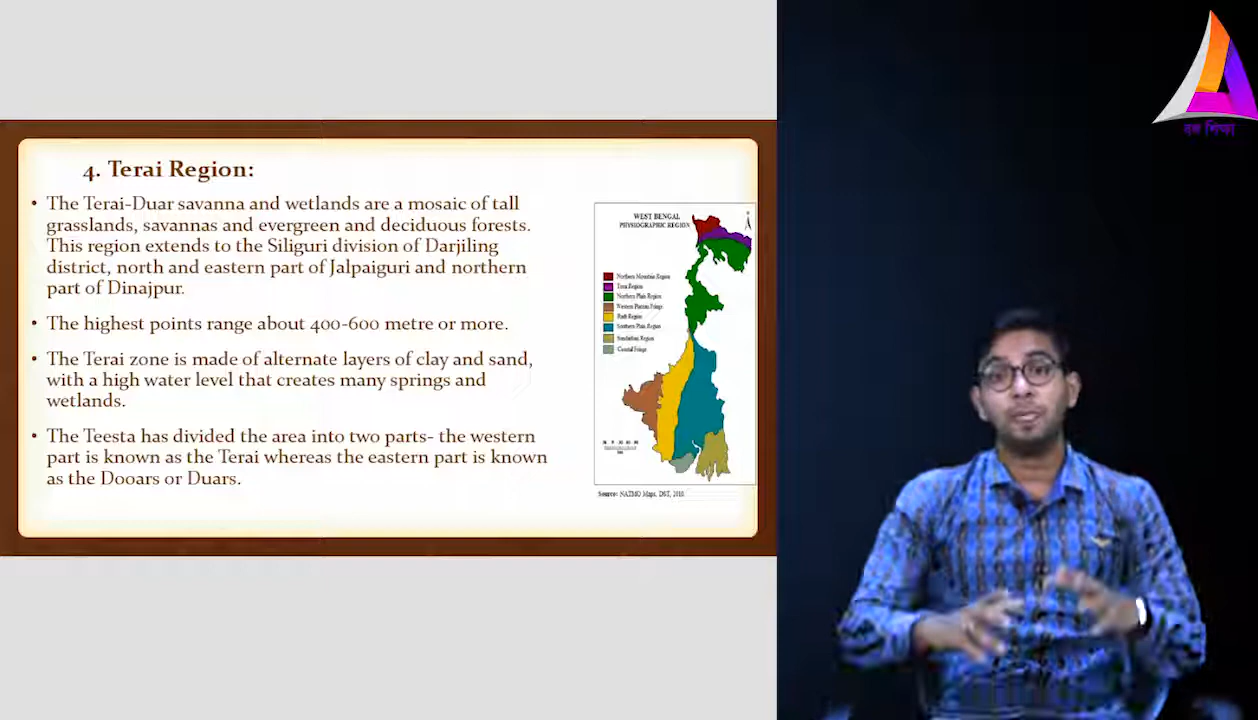 4. Terai Region:
• The Terai-Duar savanna and wetlands are a mosaic of tall
grasslands, savannas and evergreen and deciduous forests.
This region extends to the Siliguri division of Darjiling
district, north and eastern part of Jalpaiguri and northern
part of Dinajpur.
• The highest points range about 400-600 metre or more.
• The Terai zone is made of alternate layers of clay and sand,
with a high water level that creates many springs and
wetlands.
• The Teesta has divided the area into two parts- the western
part is known as the Terai whereas the eastern part is known
as the Dooars or Duars.
WEST BENGAL
PHYSIOGRAPHIC REGION
Northern Mountain Region
Terai Region
Northern Plain Region
Western Plateau Fringe
Rarh Region
Southern Plain Region
Sundarban Region
Coastal Fringe
Source: NATMO Maps, DST, 2010.
বঙ্গ শিক্ষা